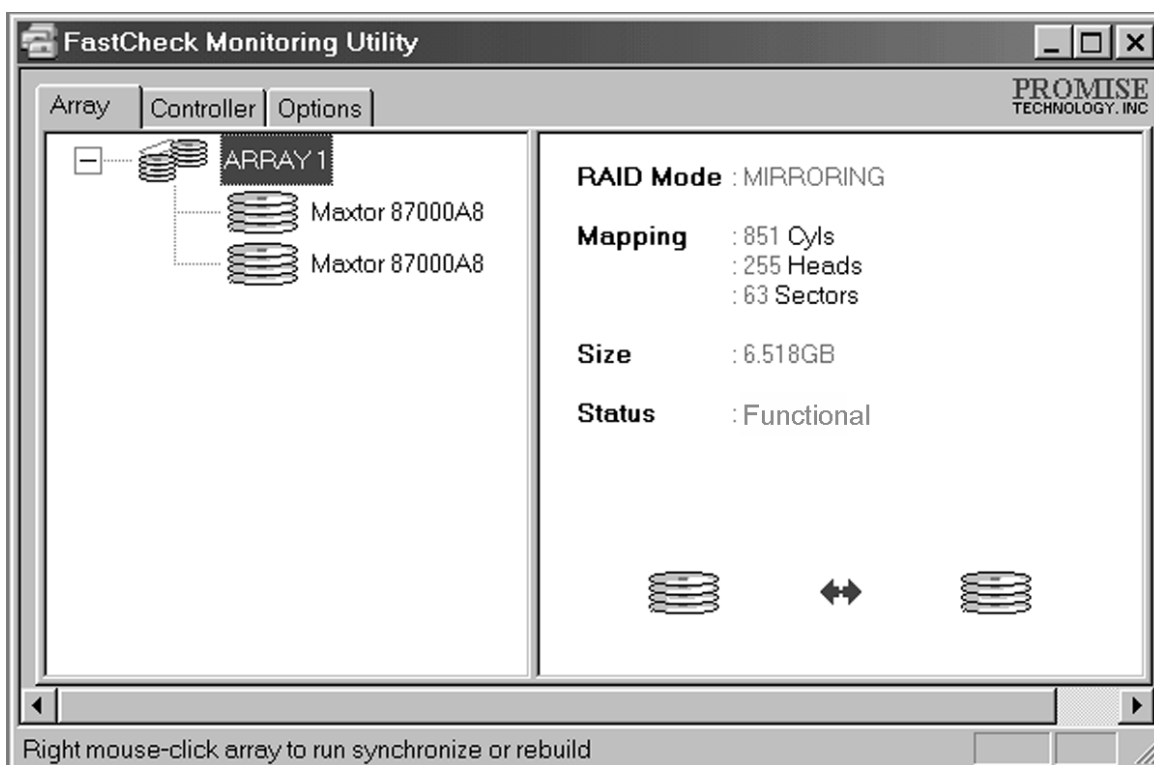 FastCheck Monitoring Utility
PROMISE
TECHNOLOGY, INC
Array
Controller
Options
ARRAY 1
Maxtor 87000A8
Maxtor 87000A8
RAID Mode : MIRRORING
Mapping : 851 Cyls
: 255 Heads
: 63 Sectors
Size : 6.518GB
Status : Functional
Right mouse-click array to run synchronize or rebuild